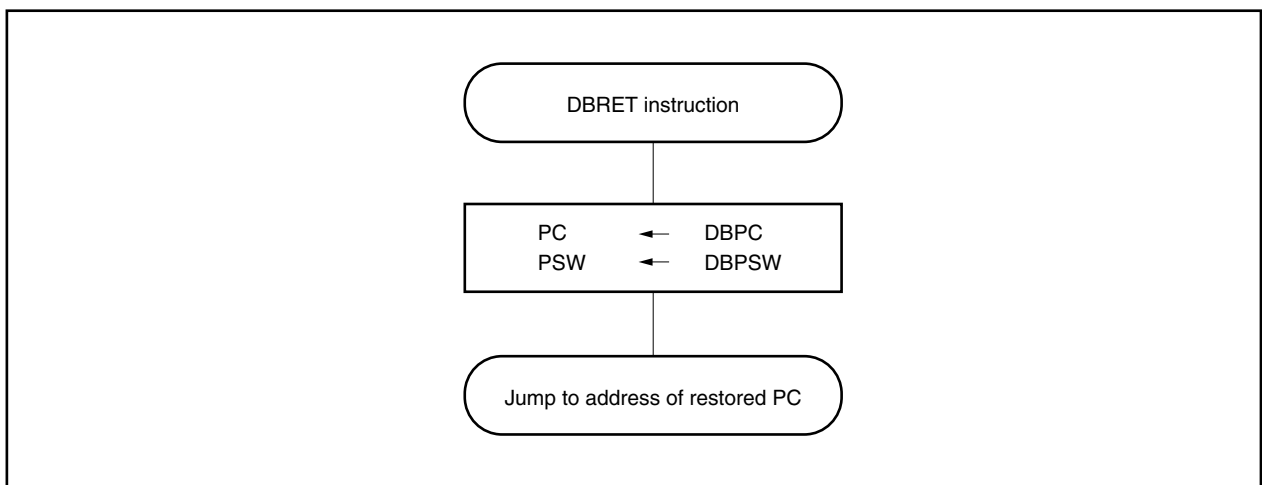 DBRET instruction
PC ← DBPC
PSW ← DBPSW
Jump to address of restored PC